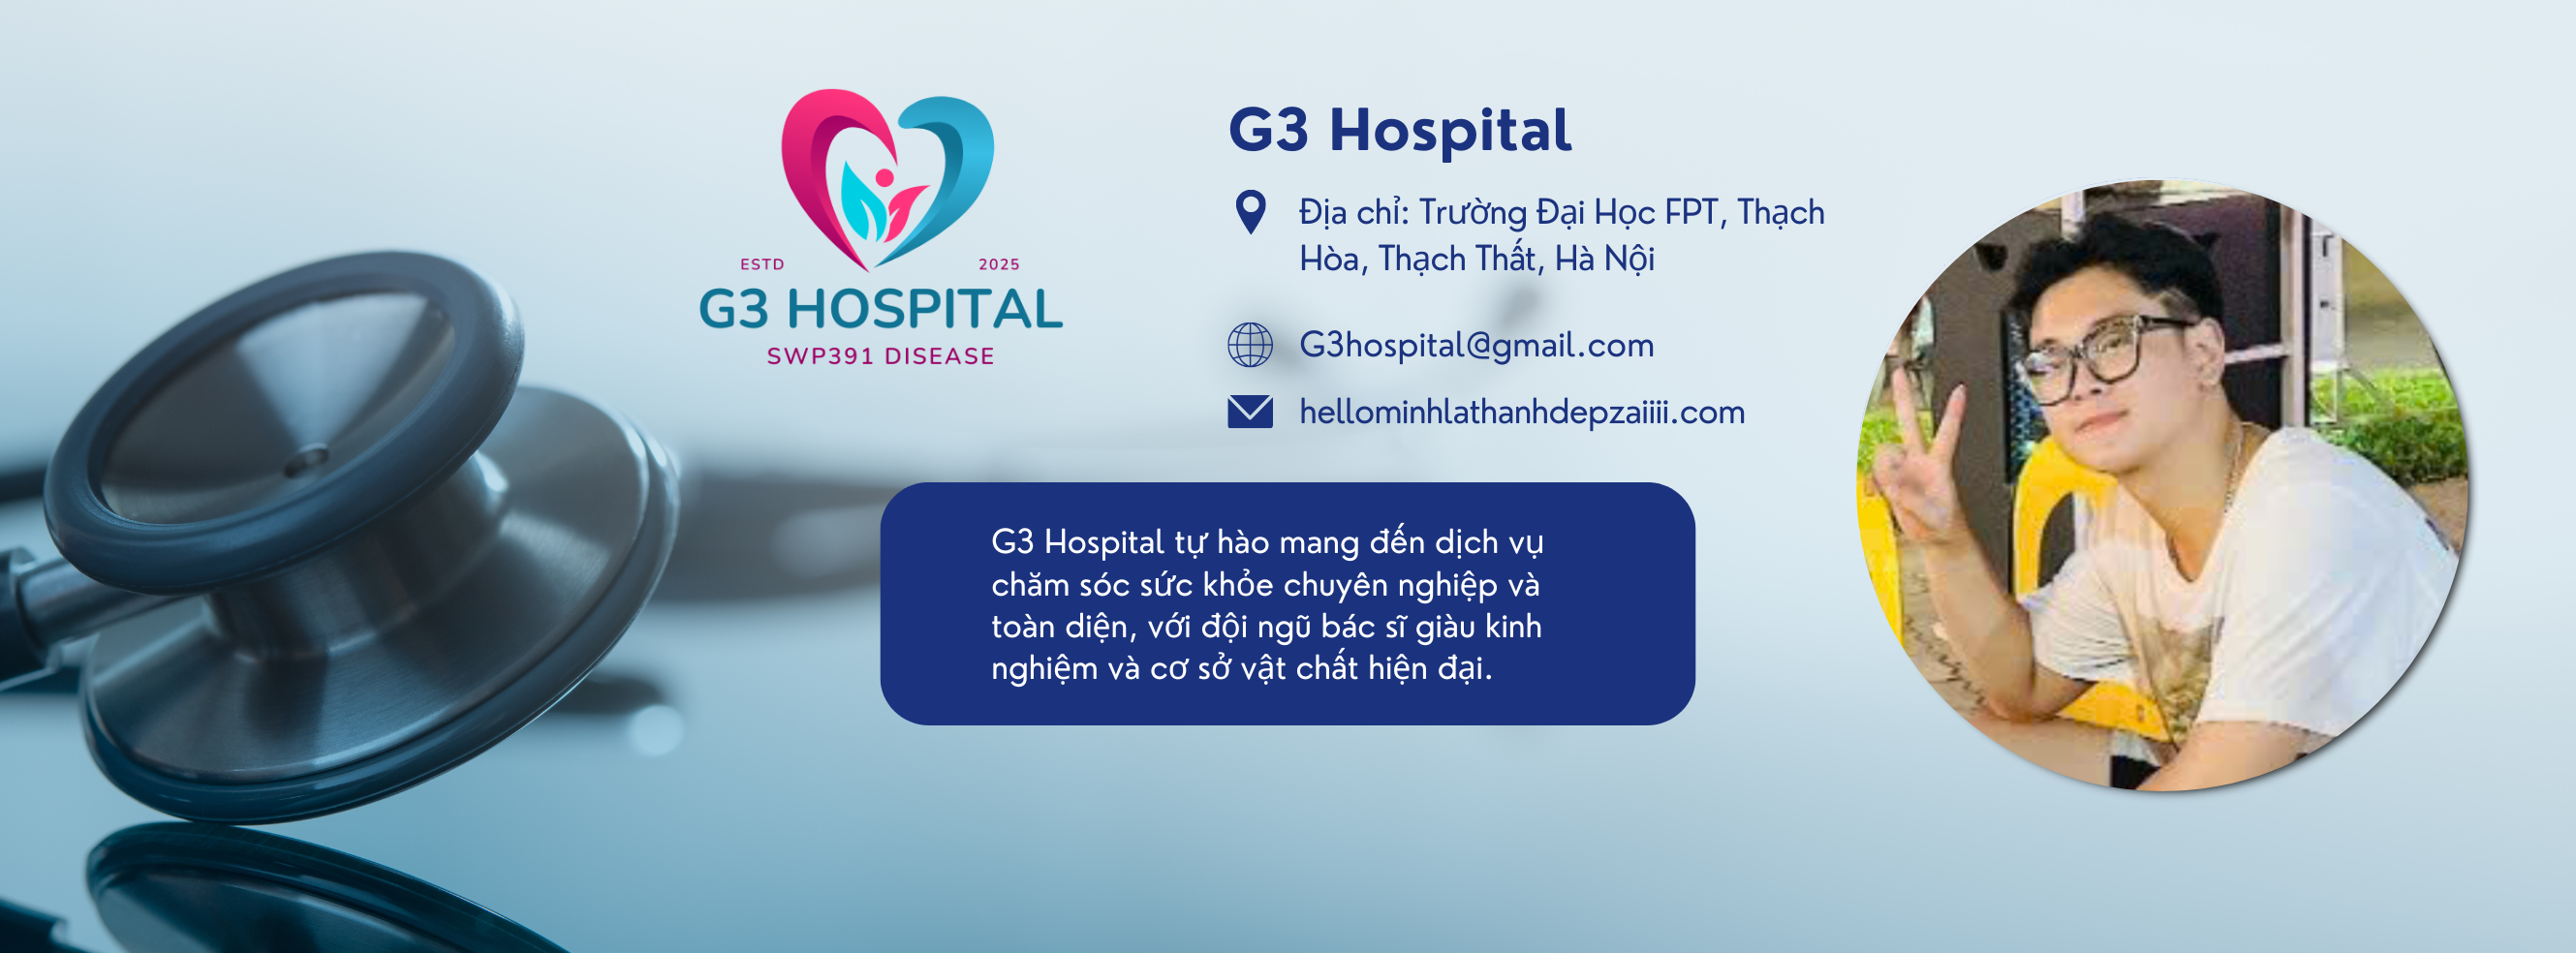 ESTD 2025
G3 HOSPITAL
SWP391 DISEASE
G3 Hospital
Địa chỉ: Trường Đại Học FPT, Thạch
Hòa, Thạch Thất, Hà Nội
G3hospital@gmail.com
hellominhlathanhdepzaiiii.com
G3 Hospital tự hào mang đến dịch vụ
chăm sóc sức khỏe chuyên nghiệp và
toàn diện, với đội ngũ bác sĩ giàu kinh
nghiệm và cơ sở vật chất hiện đại.